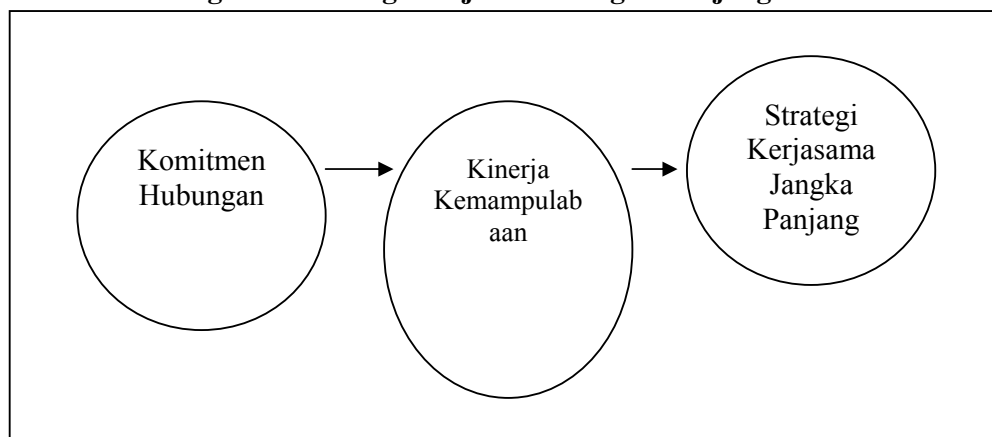 Komitmen
Hubungan
Kinerja
Kemampulab
aan
Strategi
Kerjasama
Jangka
Panjang